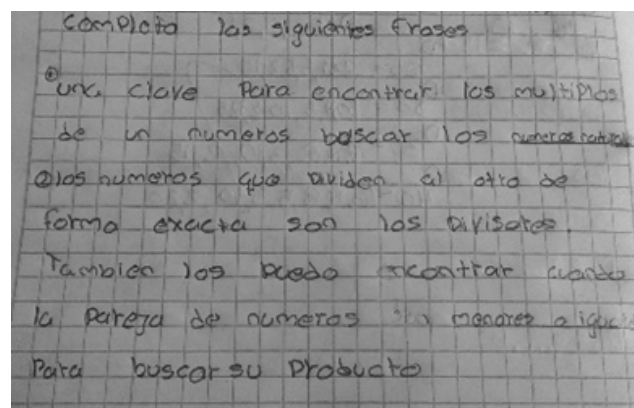 completa las siguientes frases
① una clave para encontrar los multiplos
de un numeros buscar los numeros
② los numeros que dividen al otro de
forma exacta son los divisores.
Tambien los puedo encontrar cuando
la pareja de numeros menores o igual
Para buscar su producto